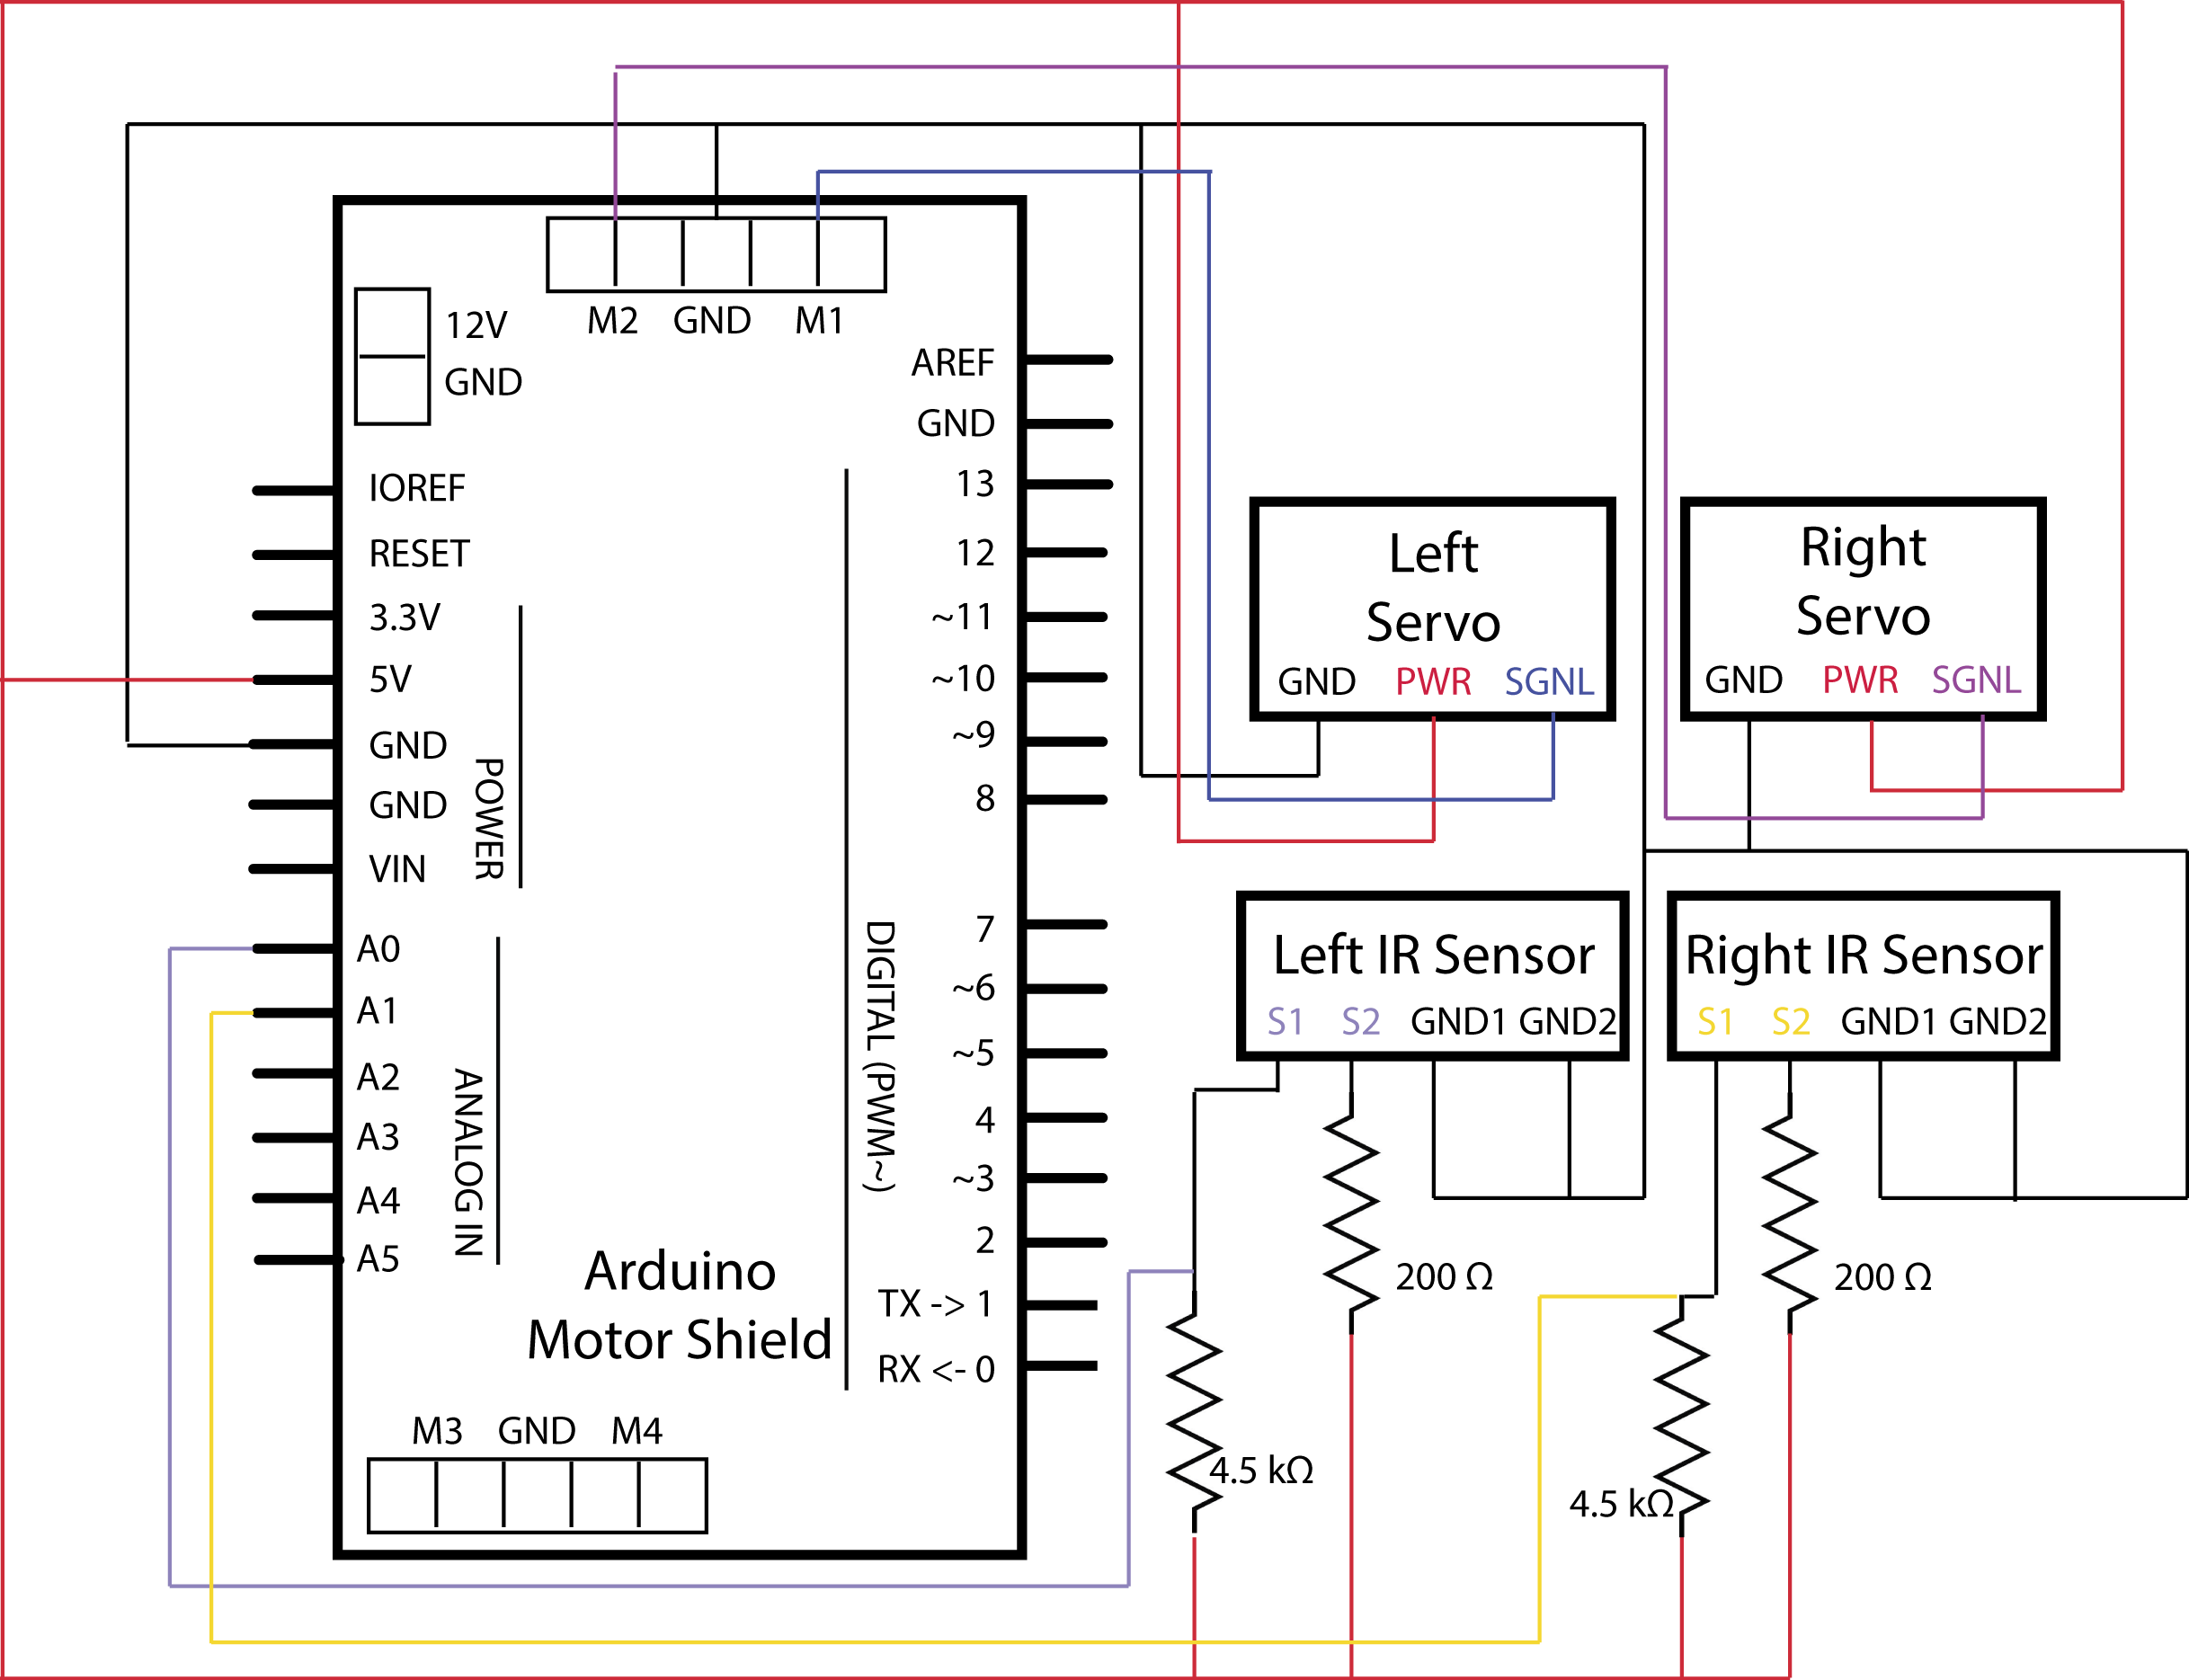 12V
GND
M2 GND M1
IOREF
RESET
3.3V
5V
GND
GND
VIN
POWER
A0
A1
A2
A3
A4
A5
ANALOG IN
AREF
GND
13
12
~11
~10
~9
8
7
~6
~5
4
~3
2
TX -> 1
RX <- 0
DIGITAL (PWM~)
Arduino
Motor Shield
M3 GND M4
Left
Servo
GND PWR SGNL
Right
Servo
GND PWR SGNL
Left IR Sensor
S1 S2 GND1 GND2
Right IR Sensor
S1 S2 GND1 GND2
200 Ω
200 Ω
4.5 kΩ
4.5 kΩ